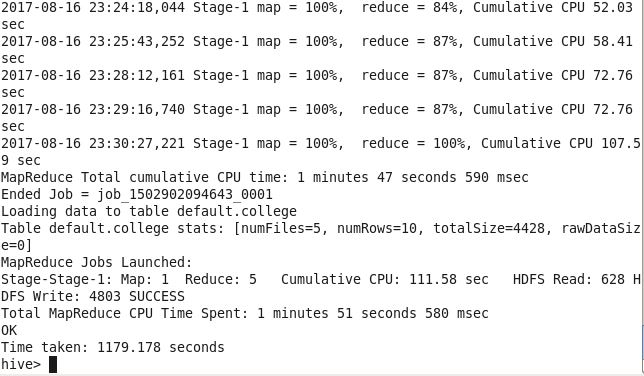 2017-08-16 23:24:18,044 Stage-1 map = 100%,  reduce = 84%, Cumulative CPU 52.03
sec
2017-08-16 23:25:43,252 Stage-1 map = 100%,  reduce = 87%, Cumulative CPU 58.41
sec
2017-08-16 23:28:12,161 Stage-1 map = 100%,  reduce = 87%, Cumulative CPU 72.76
sec
2017-08-16 23:29:16,740 Stage-1 map = 100%,  reduce = 87%, Cumulative CPU 72.76
sec
2017-08-16 23:30:27,221 Stage-1 map = 100%,  reduce = 100%, Cumulative CPU 107.5
9 sec
MapReduce Total cumulative CPU time: 1 minutes 47 seconds 590 msec
Ended Job = job_1502902094643_0001
Loading data to table default.college
Table default.college stats: [numFiles=5, numRows=10, totalSize=4428, rawDataSiz
e=0]
MapReduce Jobs Launched:
Stage-Stage-1: Map: 1  Reduce: 5   Cumulative CPU: 111.58 sec   HDFS Read: 628 H
DFS Write: 4803 SUCCESS
Total MapReduce CPU Time Spent: 1 minutes 51 seconds 580 msec
OK
Time taken: 1179.178 seconds
hive>